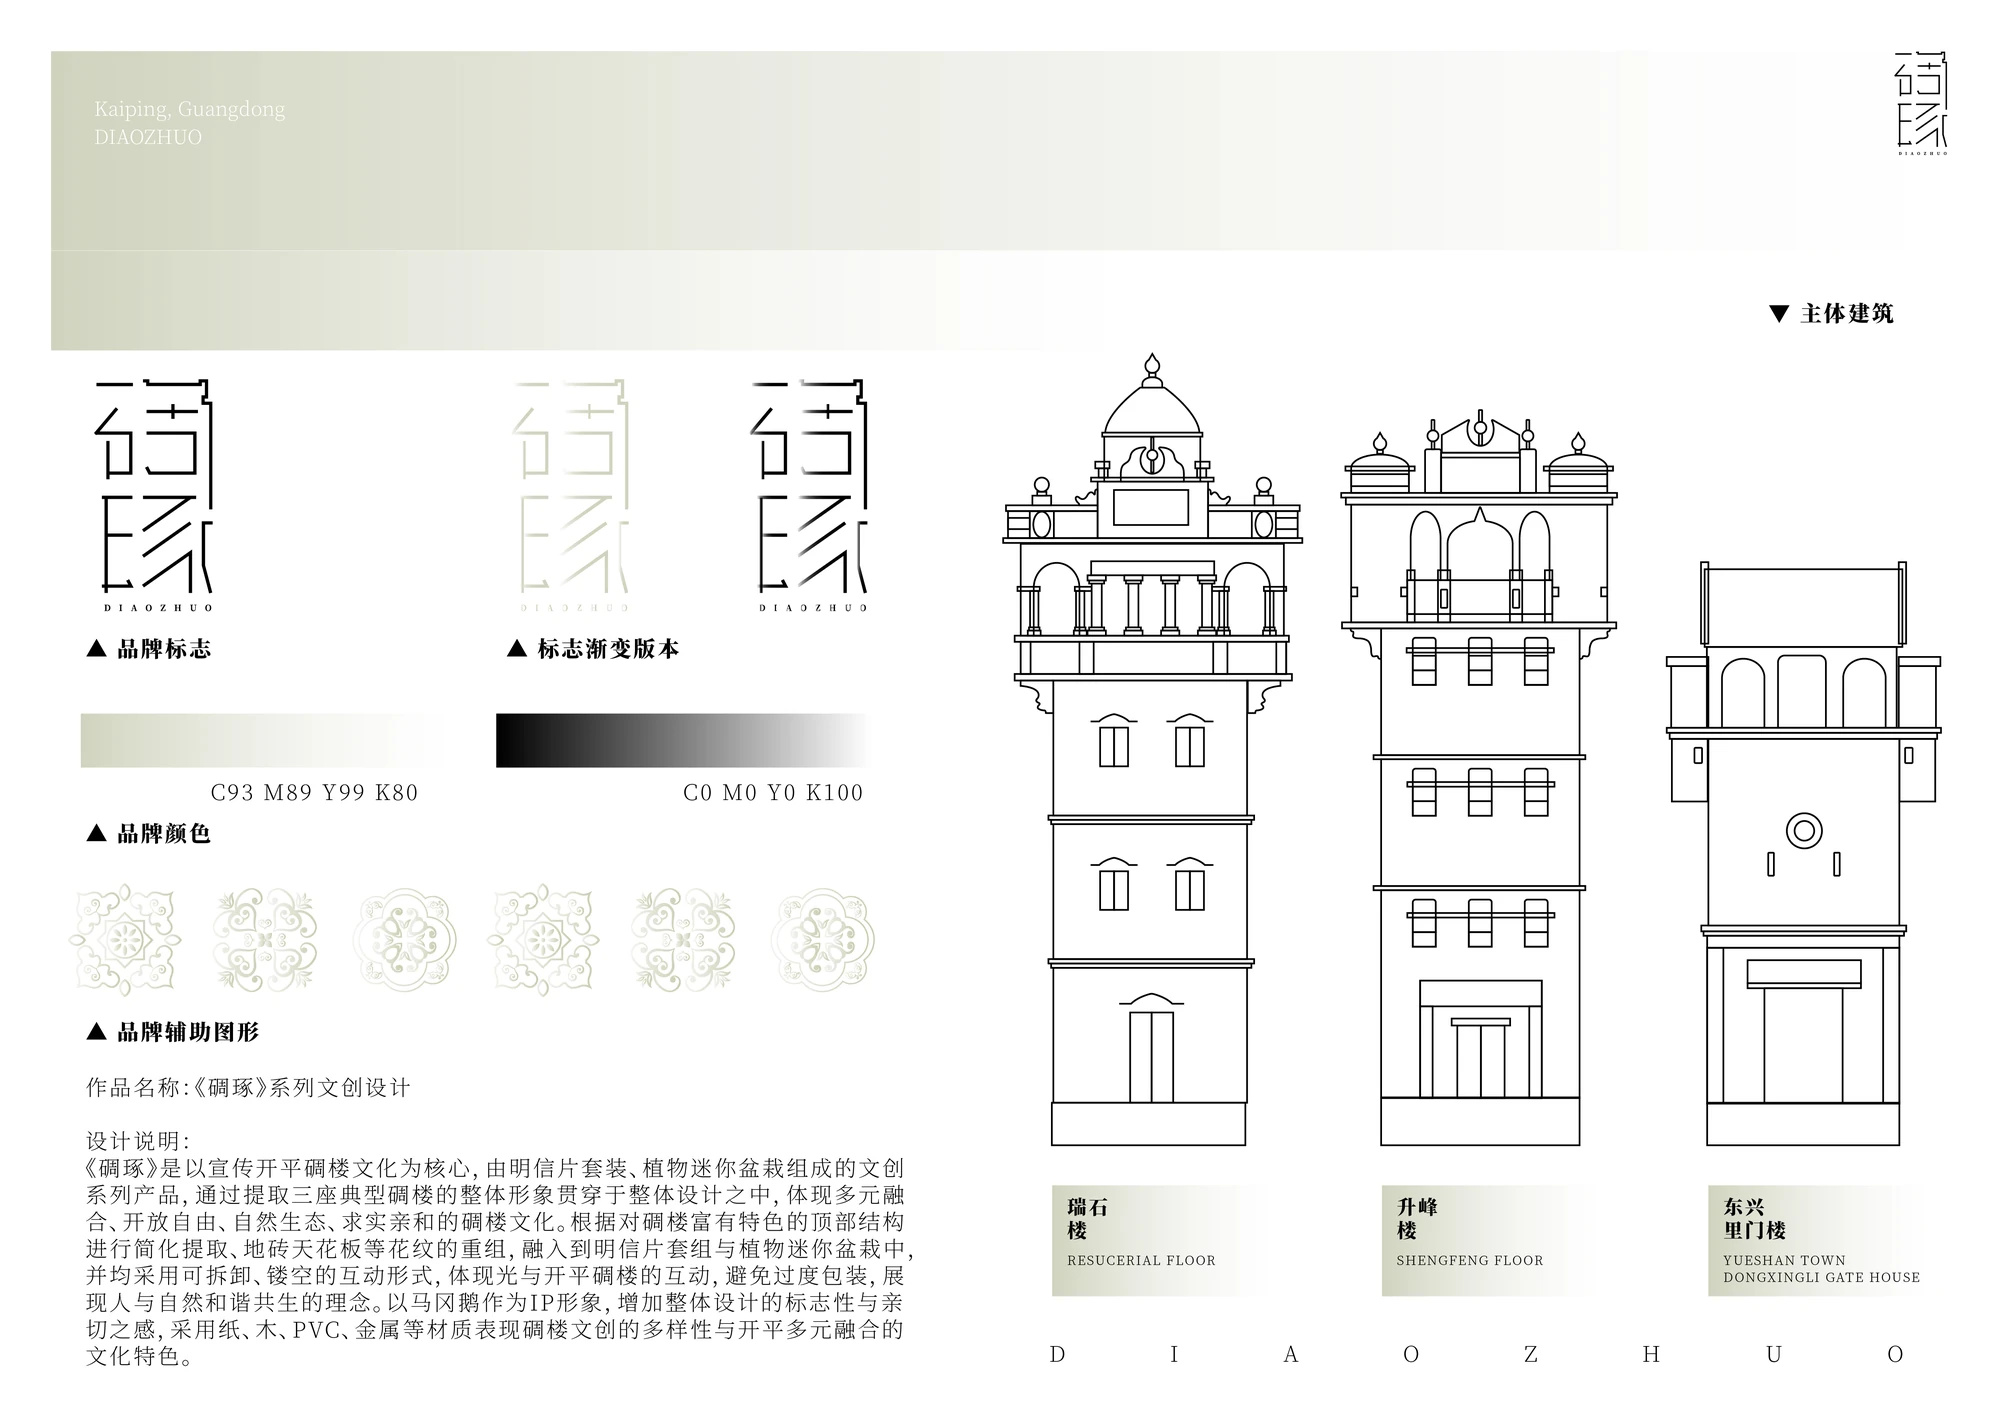 Kaiping, Guangdong
DIAOZHUO
碉琢
DIAOZHUO
▼ 主体建筑
碉琢
DIAOZHUO
碉琢
DIAOZHUO
碉琢
DIAOZHUO
▲ 品牌标志
▲ 标志渐变版本
C93 M89 Y99 K80
C0 M0 Y0 K100
▲ 品牌颜色
▲ 品牌辅助图形
作品名称:《碉琢》系列文创设计
设计说明:
《碉琢》是以宣传开平碉楼文化为核心,由明信片套装、植物迷你盆栽组成的文创
系列产品,通过提取三座典型碉楼的整体形象贯穿于整体设计之中,体现多元融
合、开放自由、自然生态、求实亲和的碉楼文化。根据对碉楼富有特色的顶部结构
进行简化提取、地砖天花板等花纹的重组,融入到明信片套组与植物迷你盆栽中,
并均采用可拆卸、镂空的互动形式,体现光与开平碉楼的互动,避免过度包装,展
现人与自然和谐共生的理念。以马冈鹅作为IP形象,增加整体设计的标志性与亲
切之感,采用纸、木、PVC、金属等材质表现碉楼文创的多样性与开平多元融合的
文化特色。
瑞石
楼
RESUCERIAL FLOOR
升峰
楼
SHENGFENG FLOOR
东兴
里门楼
YUESHAN TOWN
DONGXINGLI GATE HOUSE
D I A O Z H U O